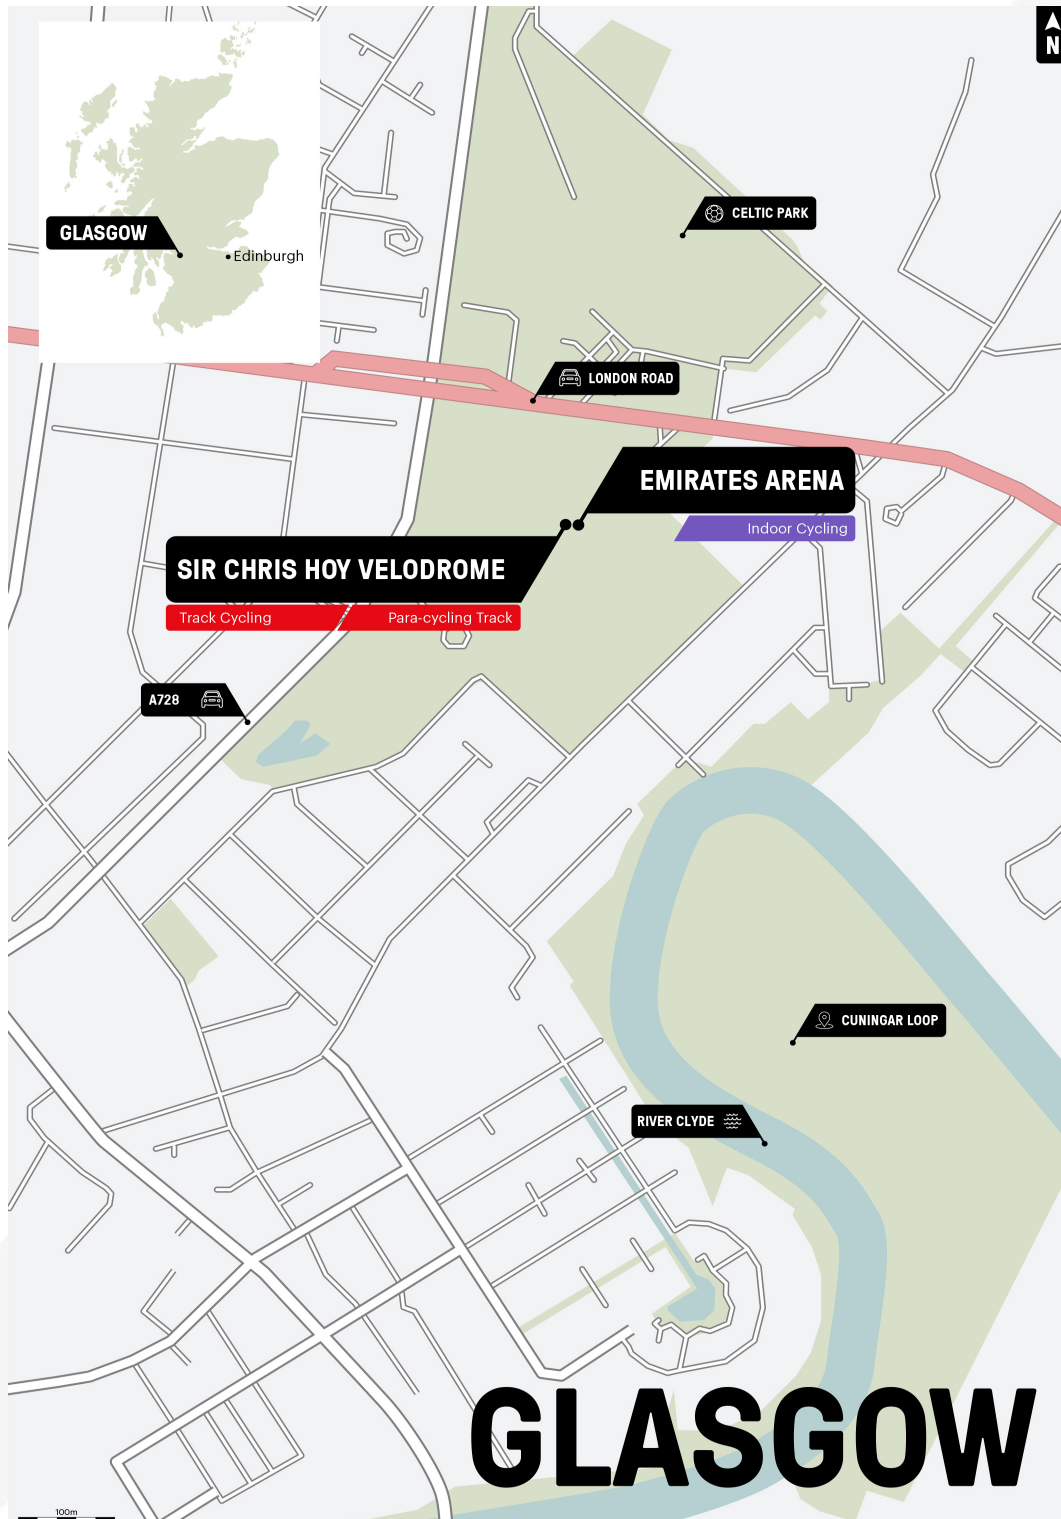 N
CELTIC PARK
GLASGOW
Edinburgh
LONDON ROAD
EMIRATES ARENA
Indoor Cycling
SIR CHRIS HOY VELODROME
Track Cycling
Para-cycling Track
A728
CUNINGAR LOOP
RIVER CLYDE
GLASGOW
100m